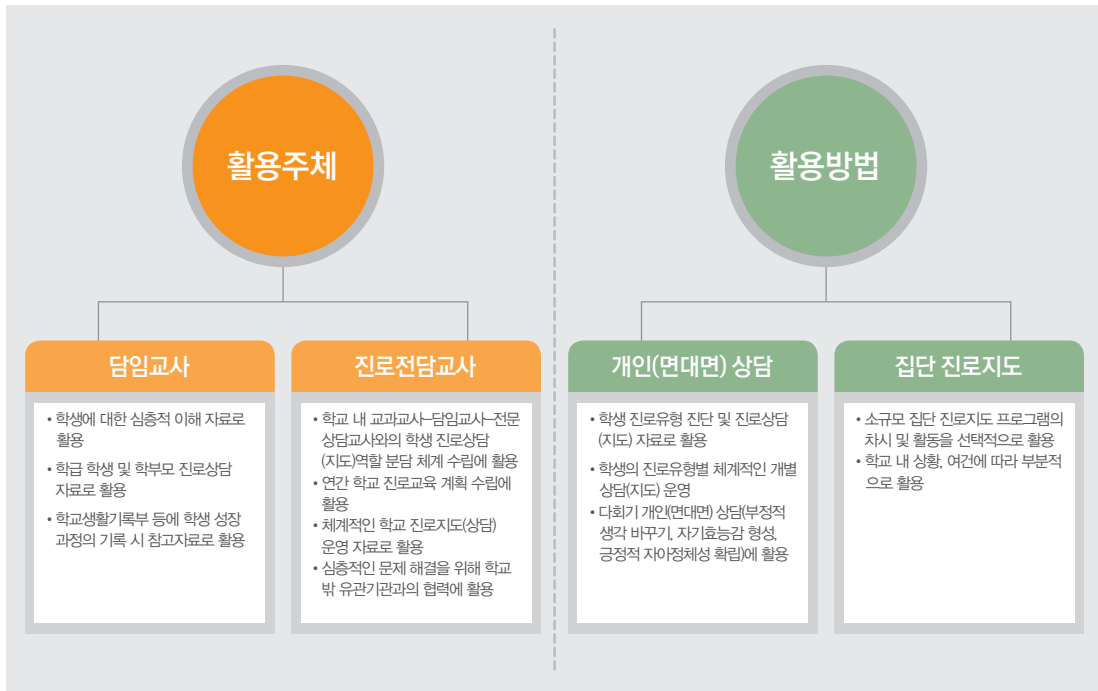 활용주체
담임교사
• 학생에 대한 심층적 이해 자료로
활용
• 학급 학생 및 학부모 진로상담
자료로 활용
• 학교생활기록부 등에 학생 성장
과정의 기록 시 참고자료로 활용
진로전담교사
• 학교 내 교과교사–담임교사–전문
상담교사와의 학생 진로상담
(지도)역할 분담 체계 수립에 활용
• 연간 학교 진로교육 계획 수립에
활용
• 체계적인 학교 진로지도(상담)
운영 자료로 활용
• 심층적인 문제 해결을 위해 학교
밖 유관기관과의 협력에 활용
활용방법
개인(면대면) 상담
• 학생 진로유형 진단 및 진로상담
(지도) 자료로 활용
• 학생의 진로유형별 체계적인 개별
상담(지도) 운영
• 다회기 개인(면대면) 상담(부정적
생각 바꾸기, 자기효능감 형성,
긍정적 자아정체성 확립)에 활용
집단 진로지도
• 소규모 집단 진로지도 프로그램의
차시 및 활동을 선택적으로 활용
• 학교 내 상황, 여건에 따라 부분적
으로 활용